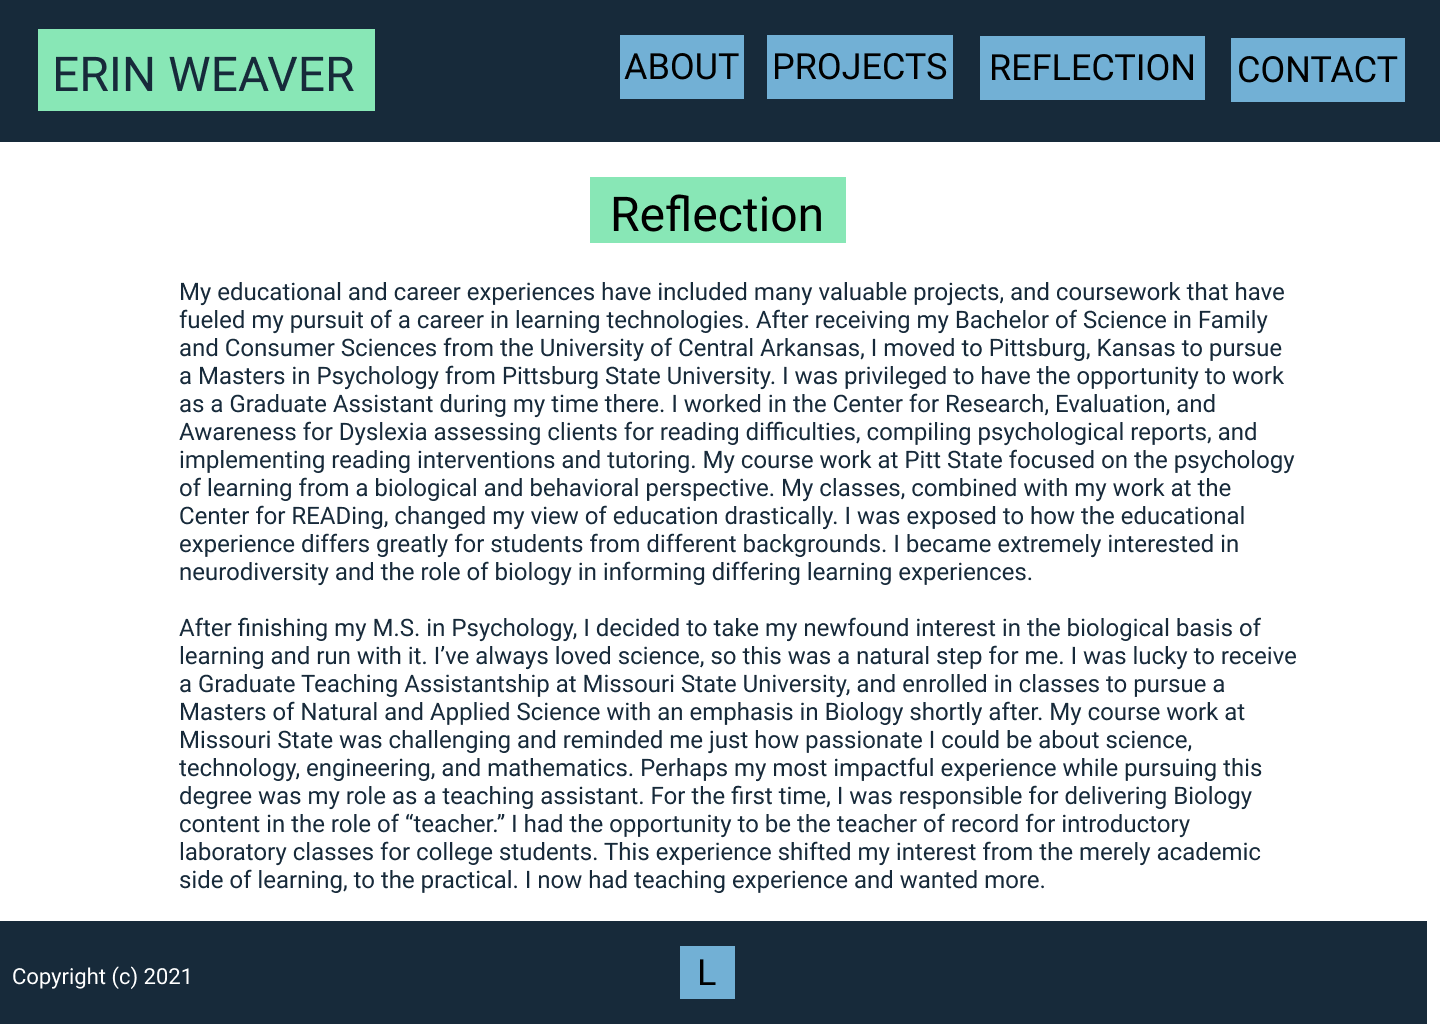 ERIN WEAVER
ABOUT
PROJECTS
REFLECTION
CONTACT
Reflection
My educational and career experiences have included many valuable projects, and coursework that have
fueled my pursuit of a career in learning technologies. After receiving my Bachelor of Science in Family
and Consumer Sciences from the University of Central Arkansas, I moved to Pittsburg, Kansas to pursue
a Masters in Psychology from Pittsburg State University. I was privileged to have the opportunity to work
as a Graduate Assistant during my time there. I worked in the Center for Research, Evaluation, and
Awareness for Dyslexia assessing clients for reading difficulties, compiling psychological reports, and
implementing reading interventions and tutoring. My course work at Pitt State focused on the psychology
of learning from a biological and behavioral perspective. My classes, combined with my work at the
Center for READing, changed my view of education drastically. I was exposed to how the educational
experience differs greatly for students from different backgrounds. I became extremely interested in
neurodiversity and the role of biology in informing differing learning experiences.
After finishing my M.S. in Psychology, I decided to take my newfound interest in the biological basis of
learning and run with it. I’ve always loved science, so this was a natural step for me. I was lucky to receive
a Graduate Teaching Assistantship at Missouri State University, and enrolled in classes to pursue a
Masters of Natural and Applied Science with an emphasis in Biology shortly after. My course work at
Missouri State was challenging and reminded me just how passionate I could be about science,
technology, engineering, and mathematics. Perhaps my most impactful experience while pursuing this
degree was my role as a teaching assistant. For the first time, I was responsible for delivering Biology
content in the role of “teacher.” I had the opportunity to be the teacher of record for introductory
laboratory classes for college students. This experience shifted my interest from the merely academic
side of learning, to the practical. I now had teaching experience and wanted more.
Copyright (c) 2021
L